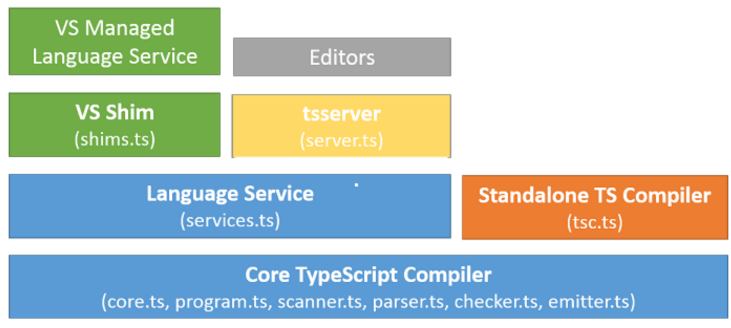 VS Managed
Language Service
Editors
VS Shim
(shims.ts)
tsserver
(server.ts)
Language Service
(services.ts)
Standalone TS Compiler
(tsc.ts)
Core TypeScript Compiler
(core.ts, program.ts, scanner.ts, parser.ts, checker.ts, emitter.ts)